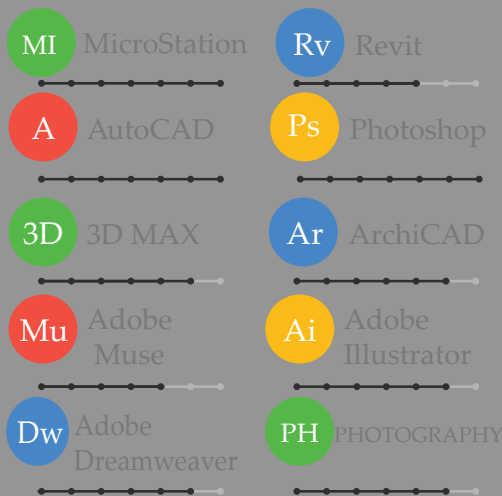 MI MicroStation
Rv Revit
A AutoCAD
Ps Photoshop
3D 3D MAX
Ar ArchiCAD
Mu Adobe
Muse
Ai Adobe
Illustrator
Dw Adobe
Dreamweaver
PH PHOTOGRAPHY